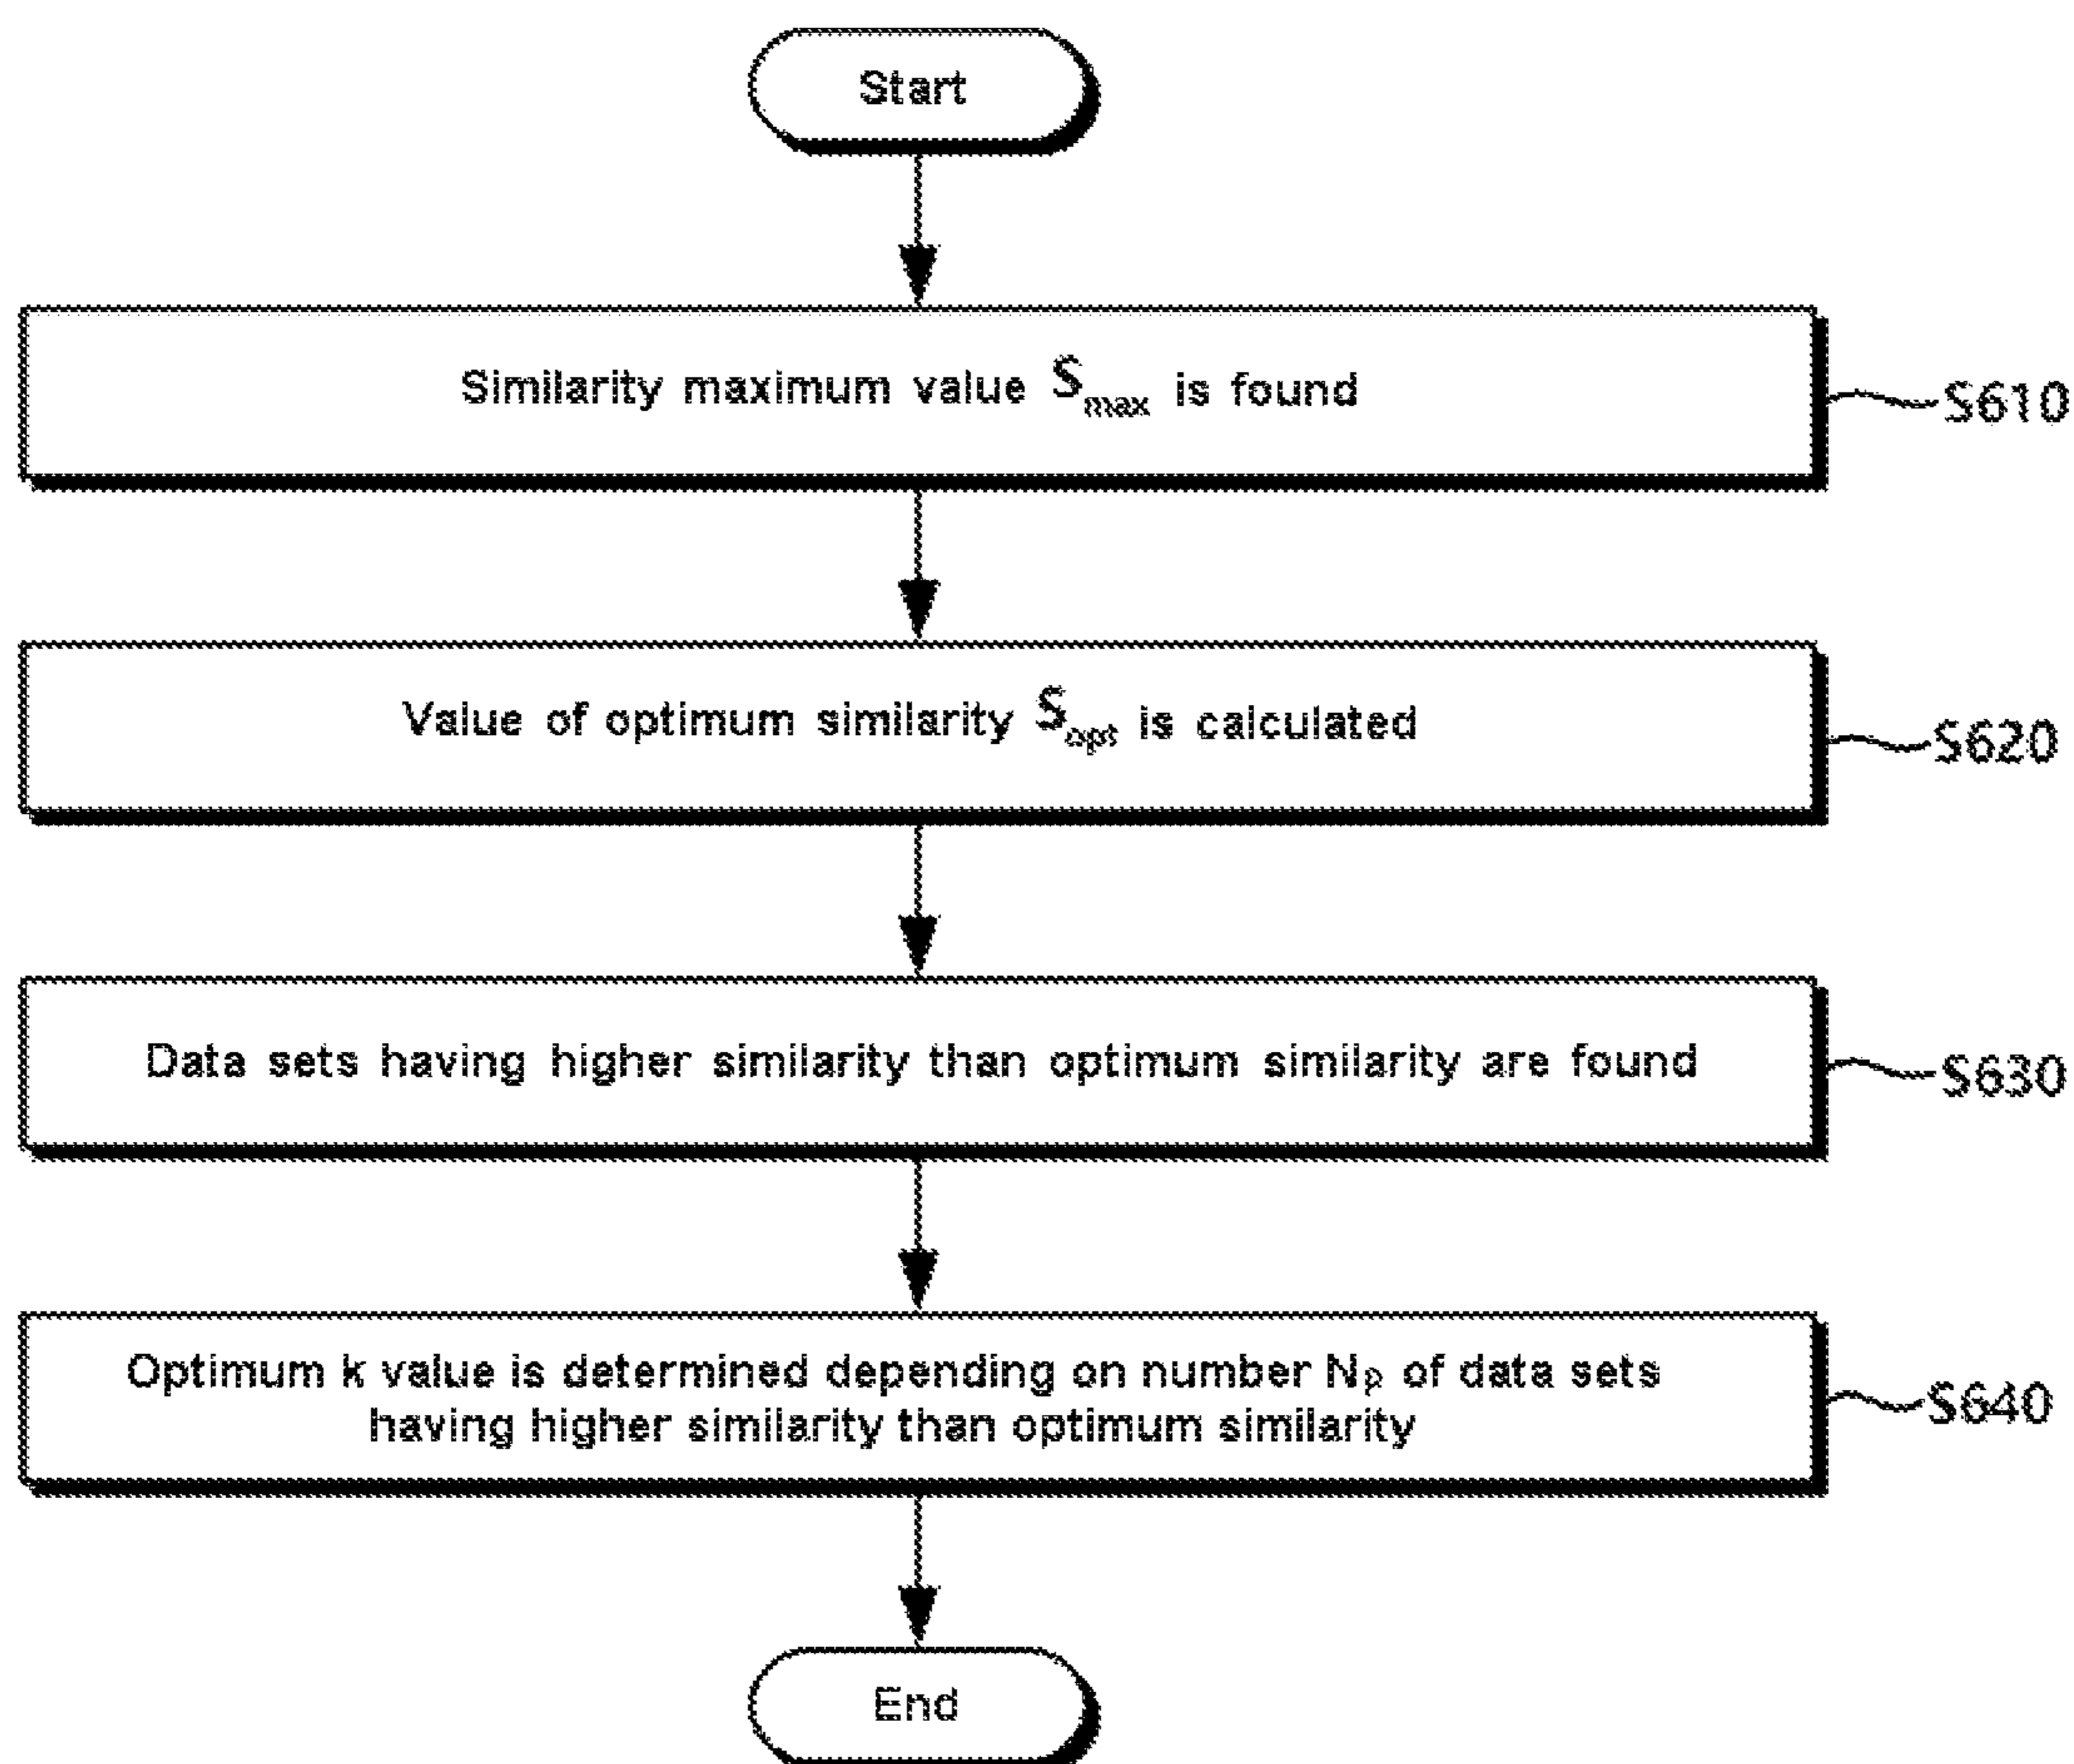 Start
Similarity maximum value Smax is found
S610
Value of optimum similarity Sopt is calculated
S620
Data sets having higher similarity than optimum similarity are found
S630
Optimum k value is determined depending on number Np of data sets
having higher similarity than optimum similarity
S640
End